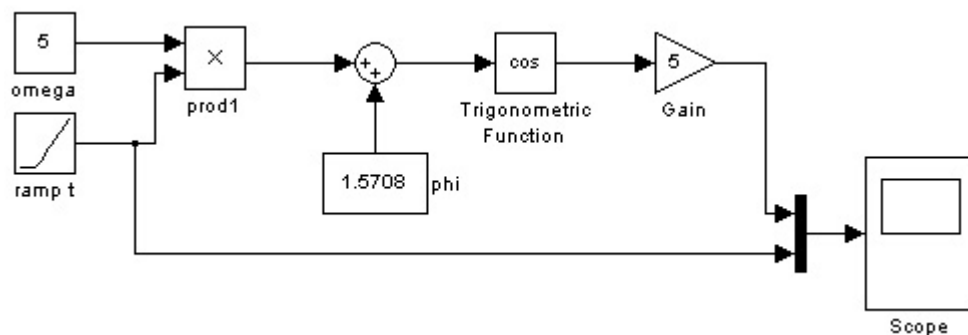 5
omega
×
prod1
ramp t
+
+
1.5708
phi
cos
Trigonometric
Function
5
Gain
Scope